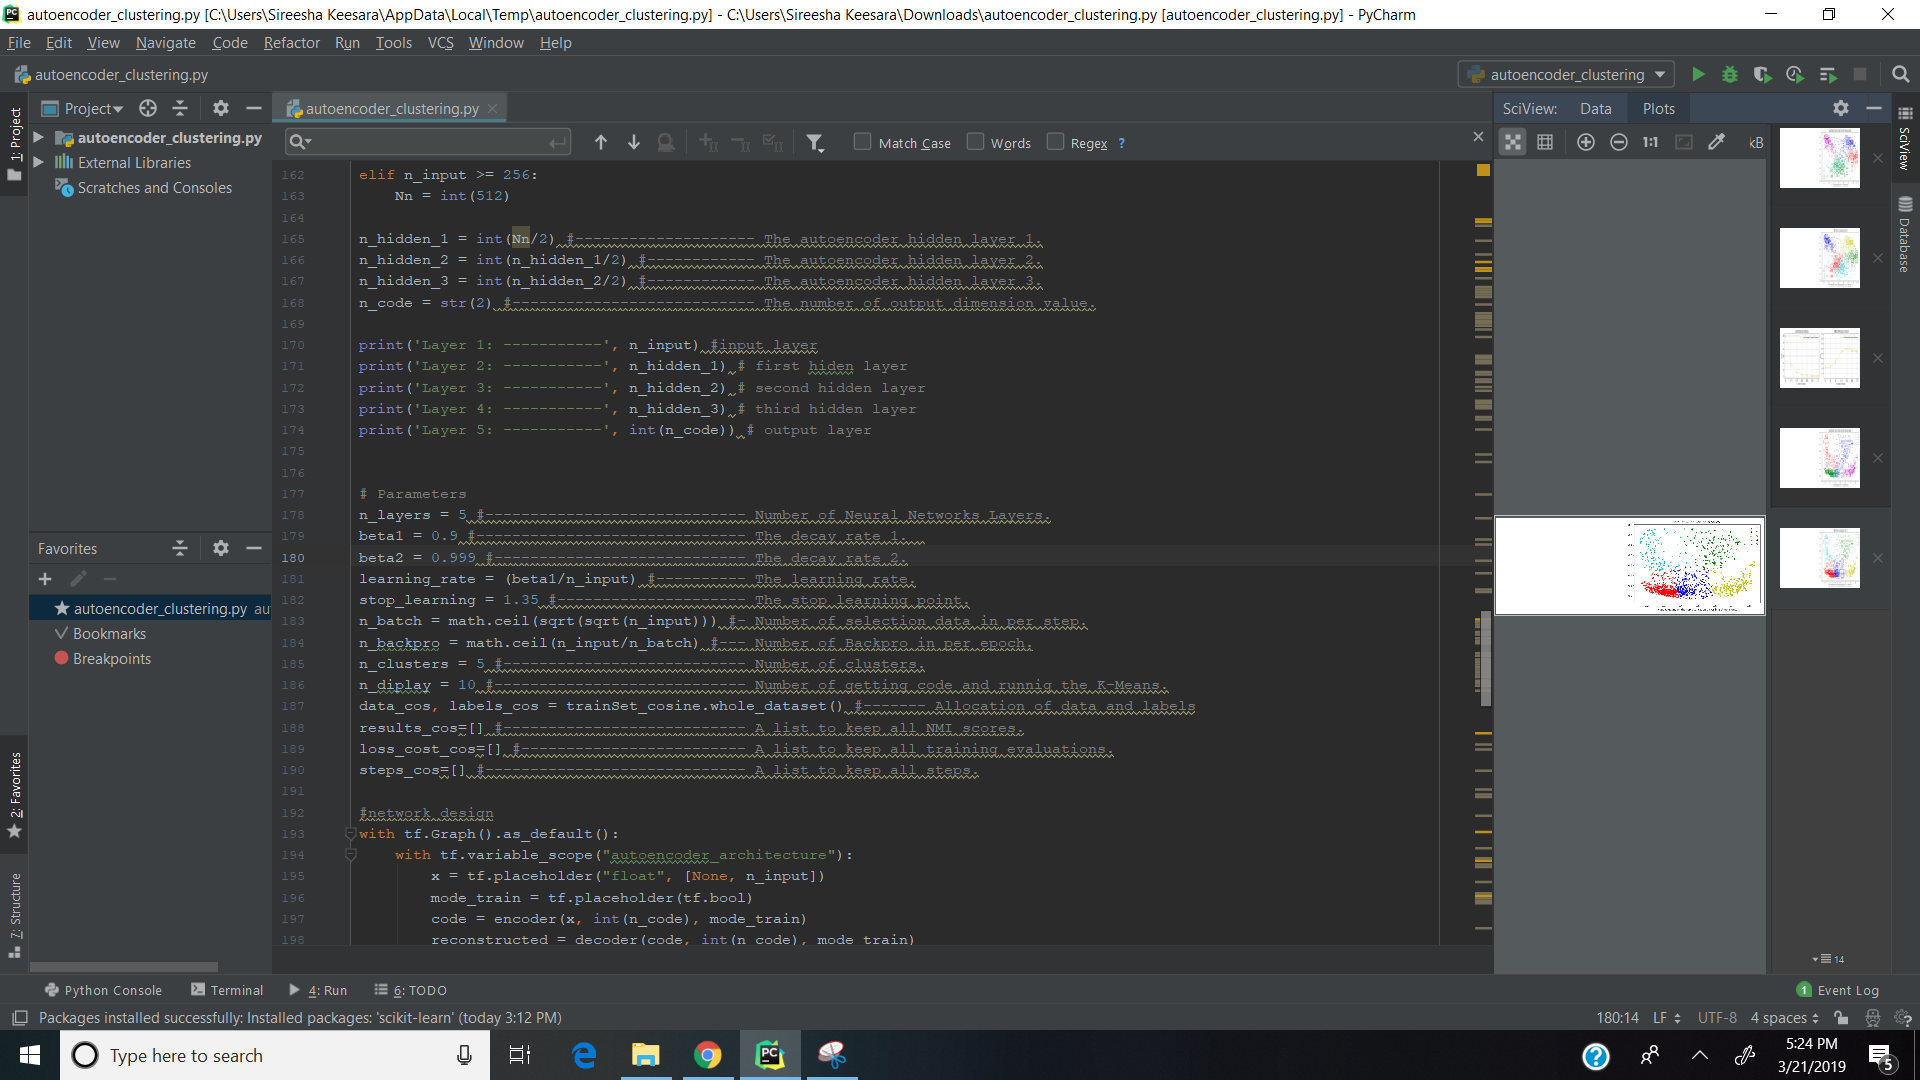 autoencoder_clustering.py [C:\Users\Sireesha Keesara\AppData\Local\Temp\autoencoder_clustering.py] - C:\Users\Sireesha Keesara\Downloads\autoencoder_clustering.py [autoencoder_clustering.py] - PyCharm
File Edit View Navigate Code Refactor Run Tools VCS Window Help
autoencoder_clustering.py
autoencoder_clustering
1: Project
Project
autoencoder_clustering.py
External Libraries
Scratches and Consoles
Favorites
autoencoder_clustering.py au
Bookmarks
Breakpoints
2: Favorites
7: Structure
autoencoder_clustering.py
Match Case Words Regex ?
162 elif n_input >= 256:
163 Nn = int(512)
164
165 n_hidden_1 = int(Nn/2) #-------------------- The autoencoder hidden layer 1.
166 n_hidden_2 = int(n_hidden_1/2) #------------ The autoencoder hidden layer 2.
167 n_hidden_3 = int(n_hidden_2/2) #------------ The autoencoder hidden layer 3.
168 n_code = str(2) #--------------------------- The number of output dimension value.
169
170 print('Layer 1: -----------', n_input) #input layer
171 print('Layer 2: -----------', n_hidden_1) # first hiden layer
172 print('Layer 3: -----------', n_hidden_2) # second hidden layer
173 print('Layer 4: -----------', n_hidden_3) # third hidden layer
174 print('Layer 5: -----------', int(n_code)) # output layer
175
176
177 # Parameters
178 n_layers = 5 #----------------------------- Number of Neural Networks Layers.
179 beta1 = 0.9 #------------------------------ The decay rate 1.
180 beta2 = 0.999 #---------------------------- The decay rate 2.
181 learning_rate = (beta1/n_input) #---------- The learning rate.
182 stop_learning = 1.35 #--------------------- The stop learning point.
183 n_batch = math.ceil(sqrt(sqrt(n_input))) #- Number of selection data in per step.
184 n_backpro = math.ceil(n_input/n_batch) #--- Number of Backpro in per epoch.
185 n_clusters = 5 #--------------------------- Number of clusters.
186 n_diplay = 10 #---------------------------- Number of getting code and runnig the K-Means.
187 data_cos, labels_cos = trainSet_cosine.whole_dataset() #------- Allocation of data and labels
188 results_cos=[] #--------------------------- A list to keep all NMI scores.
189 loss_cost_cos=[] #------------------------- A list to keep all training evaluations.
190 steps_cos=[] #----------------------------- A list to keep all steps.
191
192 #network design
193 with tf.Graph().as_default():
194 with tf.variable_scope("autoencoder_architecture"):
195 x = tf.placeholder("float", [None, n_input])
196 mode_train = tf.placeholder(tf.bool)
197 code = encoder(x, int(n_code), mode_train)
198 reconstructed = decoder(code, int(n_code), mode_train)
SciView: Data Plots
1:1 kB
14
SciView
Database
Python Console Terminal 4: Run 6: TODO
1 Event Log
Packages installed successfully: Installed packages: 'scikit-learn' (today 3:12 PM)
180:14 LF UTF-8 4 spaces
Type here to search
5:24 PM
3/21/2019
5